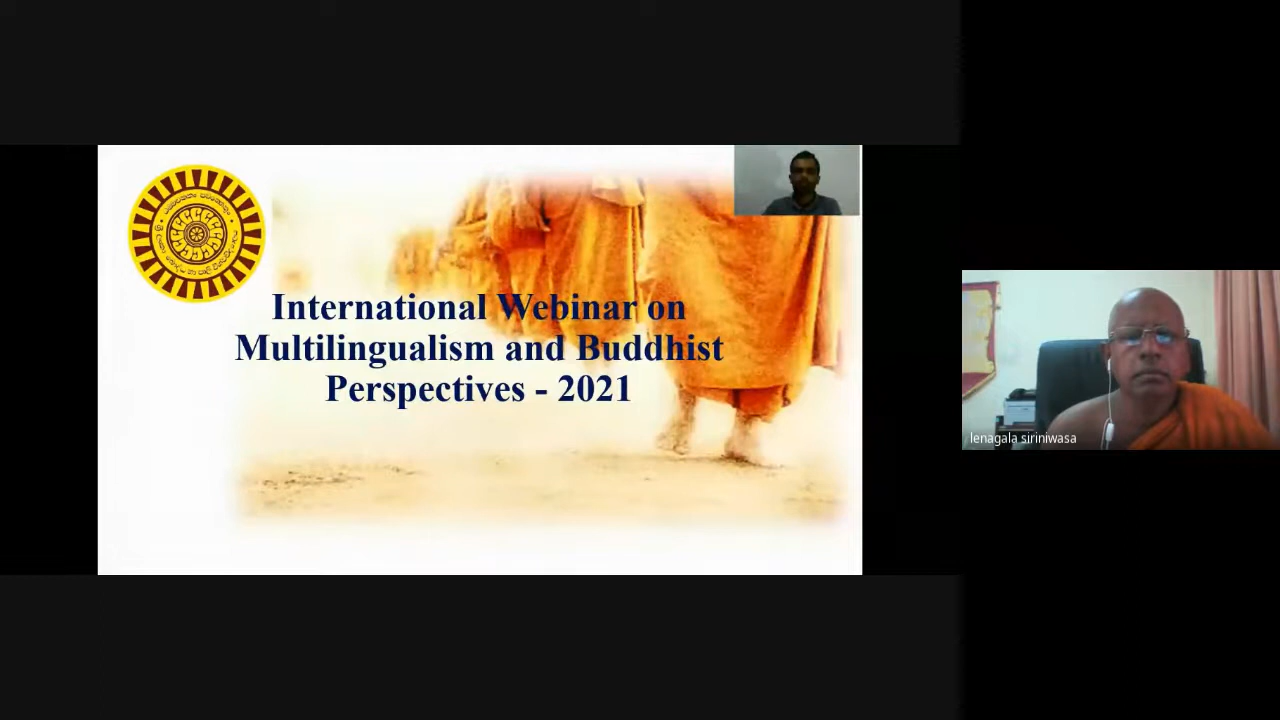 International Webinar on
Multilingualism and Buddhist
Perspectives - 2021
lenagala siriniwasa